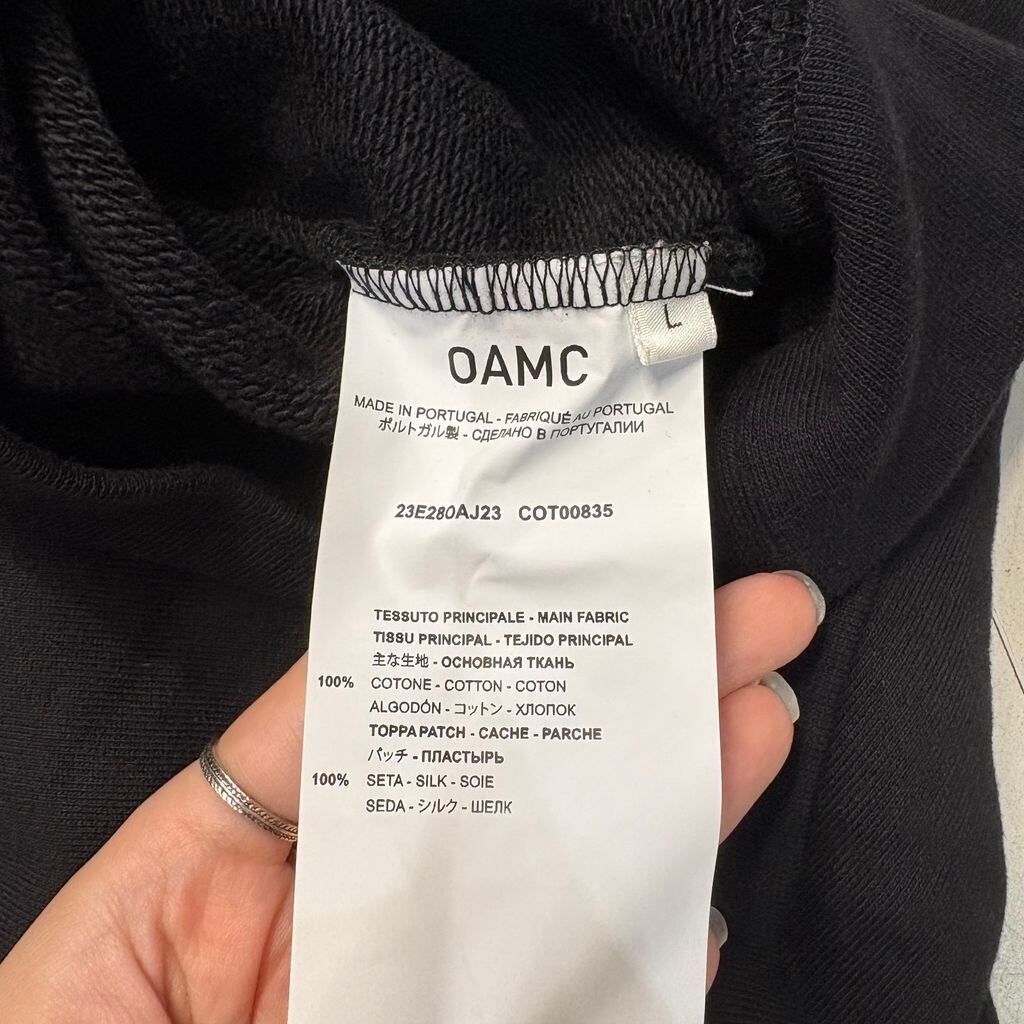 L
OAMC
MADE IN PORTUGAL - FABRIQUÉ AU PORTUGAL
ポルトガル製 - СДЕЛАНО В ПОРТУГАЛИИ
23E28OAJ23 COT00835
TESSUTO PRINCIPALE - MAIN FABRIC
TISSU PRINCIPAL - TEJIDO PRINCIPAL
主な生地 - ОСНОВНАЯ ТКАНЬ
100% COTONE - COTTON - COTON
ALGODÓN - コットン - ХЛОПОК
TOPPA PATCH - CACHE - PARCHE
パッチ - ПЛАСТЫРЬ
100% SETA - SILK - SOIE
SEDA - シルク - ШЕЛК